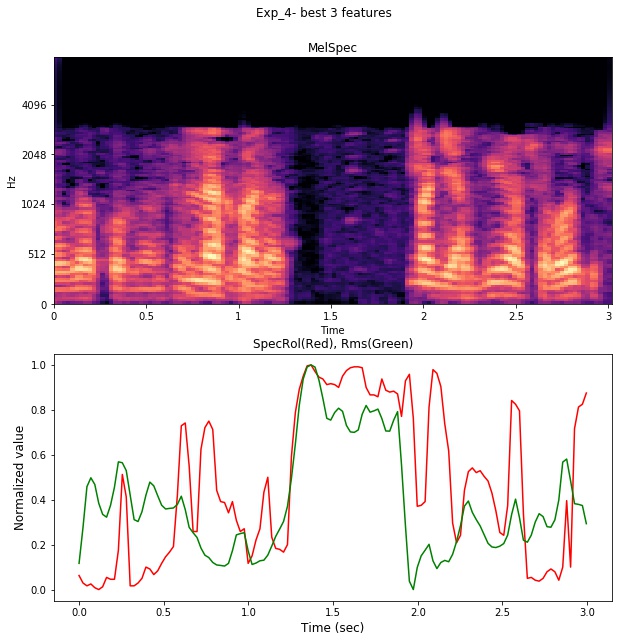 Exp_4- best 3 features
MelSpec
4096
2048
1024
512
0
Hz
0 0.5 1 1.5 2 2.5 3
Time
SpecRol(Red), Rms(Green)
1.0
0.8
0.6
0.4
0.2
0.0
Normalized value
0.0 0.5 1.0 1.5 2.0 2.5 3.0
Time (sec)